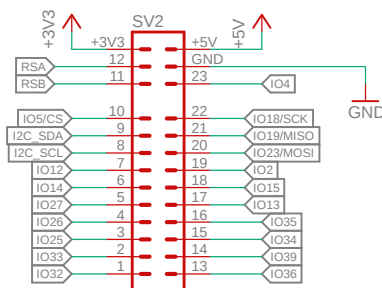 +3V3
SV2
+5V
+3V3 +5V
RSA 12 GND
RSB 11 23 IO4
GND
IO5/CS 10 22 IO18/SCK
I2C_SDA 9 21 IO19/MISO
I2C_SCL 8 20 IO23/MOSI
IO12 7 19 IO2
IO14 6 18 IO15
IO27 5 17 IO13
IO26 4 16 IO35
IO25 3 15 IO34
IO33 2 14 IO39
IO32 1 13 IO36